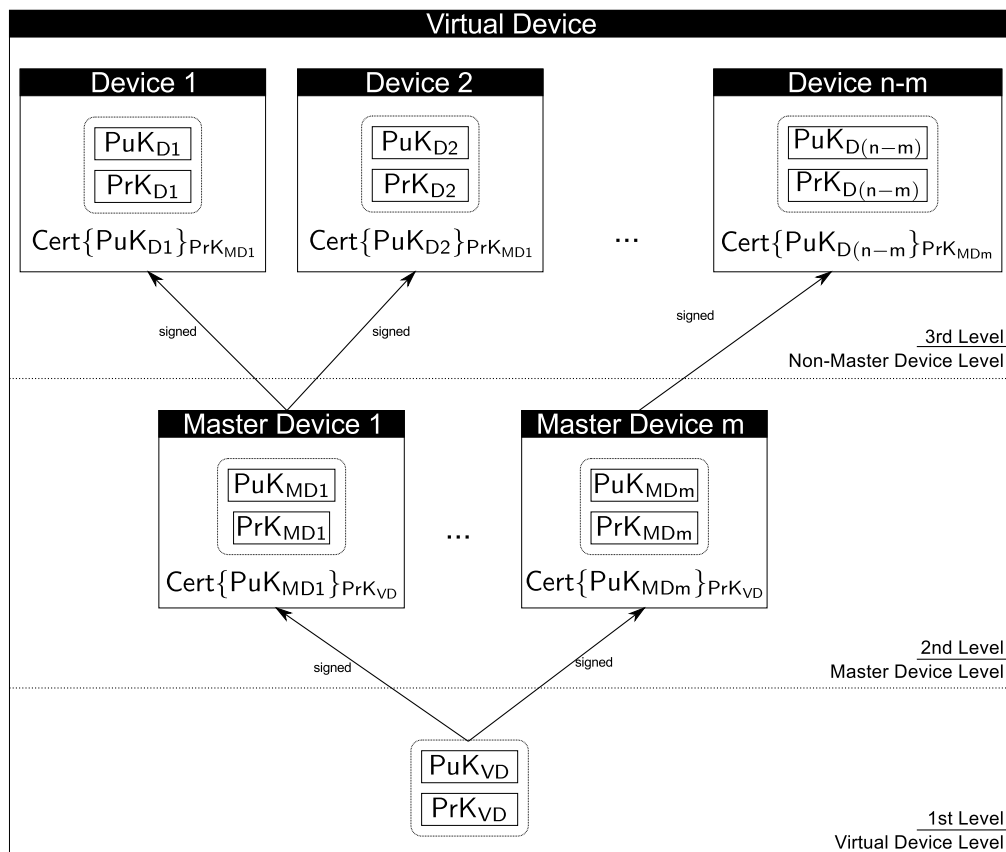 Virtual Device
Device 1
Device 2
Device n-m
PuK_D1
PrK_D1
Cert{PuK_D1}PrK_MD1
PuK_D2
PrK_D2
Cert{PuK_D2}PrK_MD1
...
PuK_D(n−m)
PrK_D(n−m)
Cert{PuK_D(n−m}PrK_MDm
signed
signed
signed
3rd Level
Non-Master Device Level
Master Device 1
Master Device m
PuK_MD1
PrK_MD1
Cert{PuK_MD1}PrK_VD
...
PuK_MDm
PrK_MDm
Cert{PuK_MDm}PrK_VD
signed
signed
2nd Level
Master Device Level
PuK_VD
PrK_VD
1st Level
Virtual Device Level